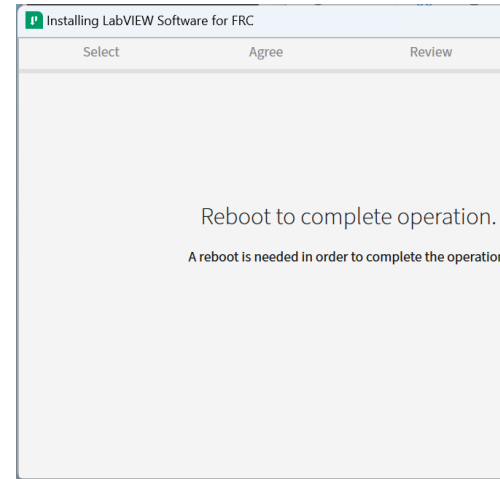 Installing LabVIEW Software for FRC
Select Agree Review
Reboot to complete operation.
A reboot is needed in order to complete the operation